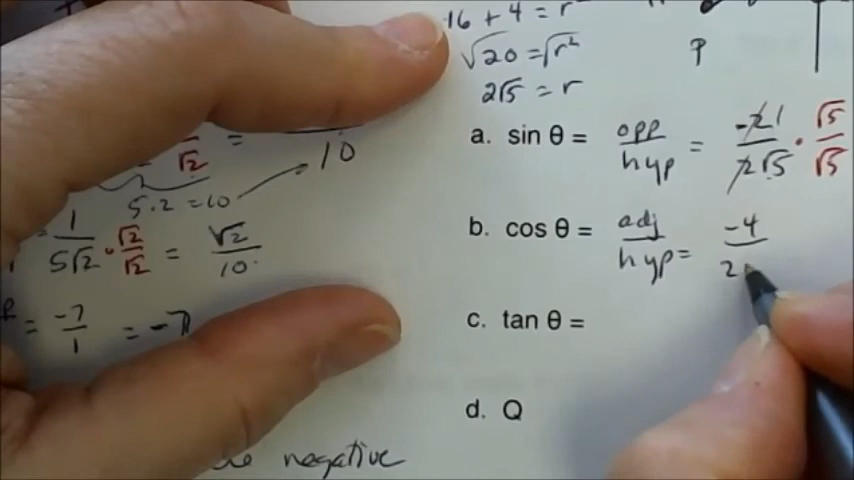 16 + 4 = r
√20 = √r²
2√5 = r
P
a. sin θ = opp/hyp = -2̸1/2̸√5 · √5/√5
√2 =
10
5·2 = 10
= 1/5√2 · √2/√2 = √2/10
b. cos θ = adj/hyp = -4/2
= -7/1 = -7
c. tan θ =
d. Q
negative